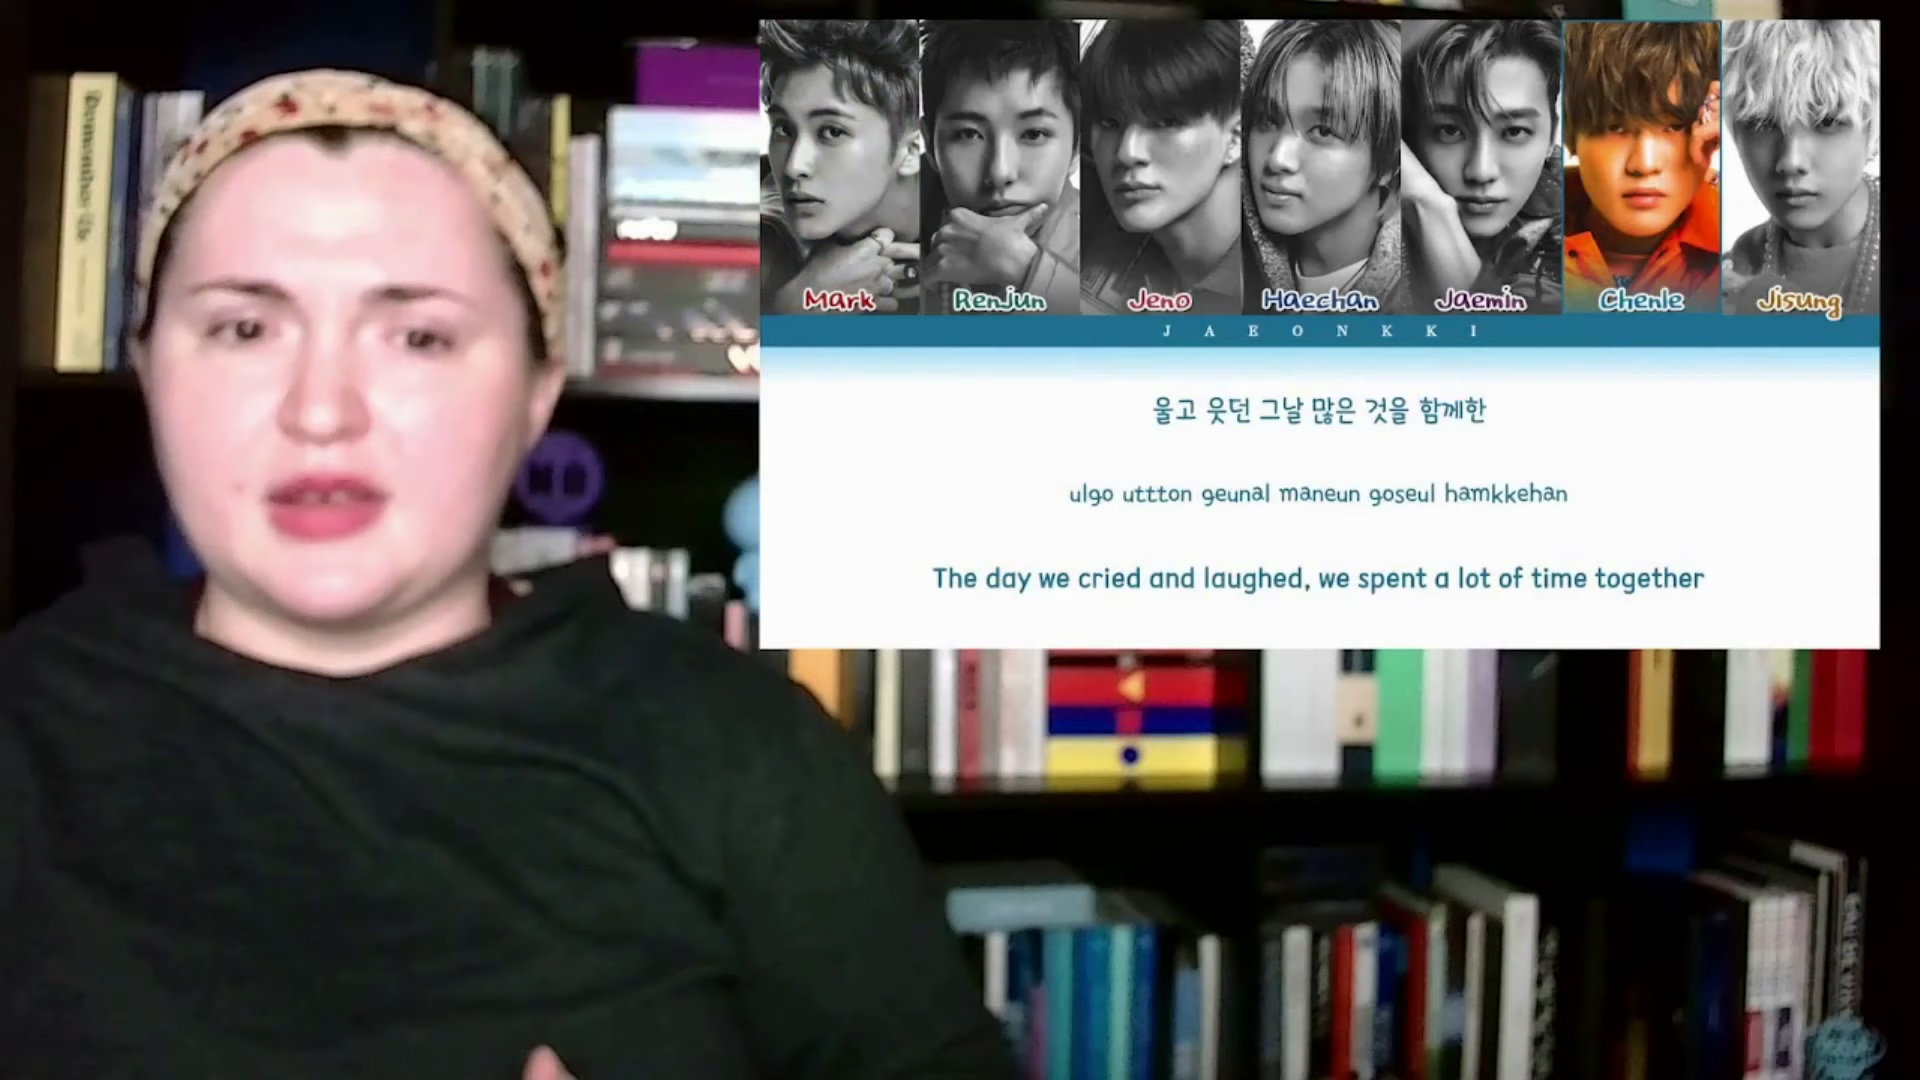 Mark Renjun Jeno Haechan Jaemin Chenle Jisung
JAEONKKI
울고 웃던 그날 많은 것을 함께한
ulgo uttton geunal maneun goseul hamkkehan
The day we cried and laughed, we spent a lot of time together